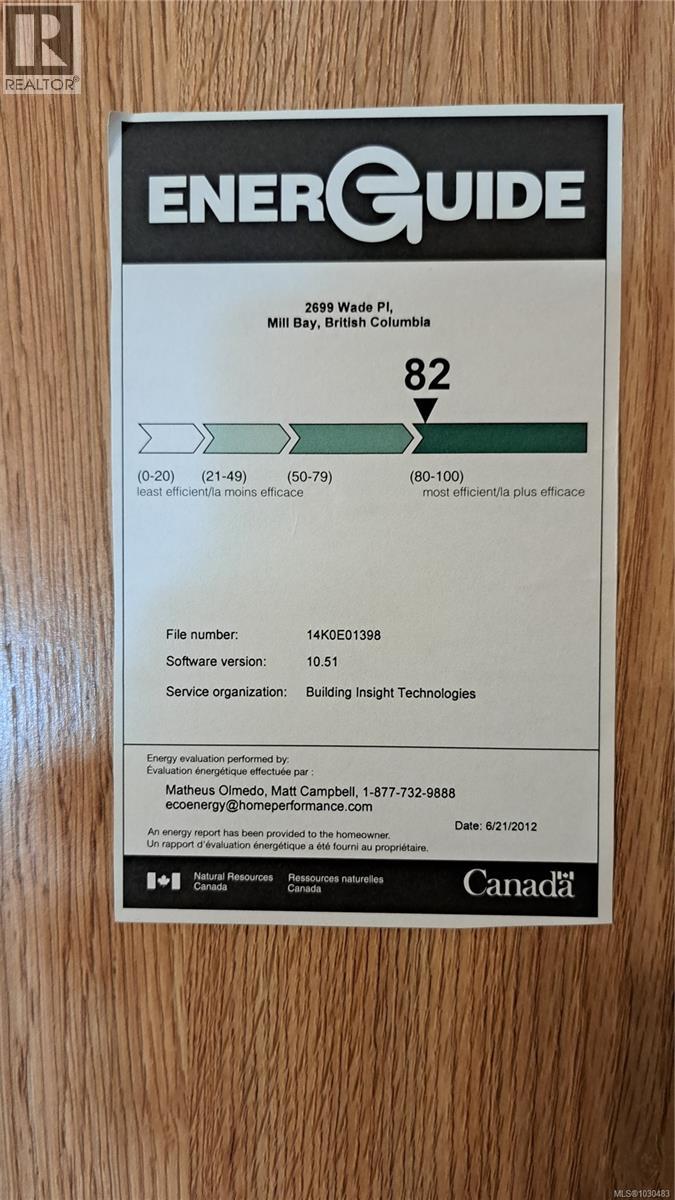 REALTOR®
ENERGUIDE
2699 Wade Pl,
Mill Bay, British Columbia
82
(0-20) (21-49) (50-79) (80-100)
least efficient/la moins efficace most efficient/la plus efficace
File number: 14K0E01398
Software version: 10.51
Service organization: Building Insight Technologies
Energy evaluation performed by:
Évaluation énergétique effectuée par :
Matheus Olmedo, Matt Campbell, 1-877-732-9888
ecoenergy@homeperformance.com
Date: 6/21/2012
An energy report has been provided to the homeowner.
Un rapport d'évaluation énergétique a été fourni au propriétaire.
Natural Resources Ressources naturelles
Canada Canada
Canada
MLS®1030483